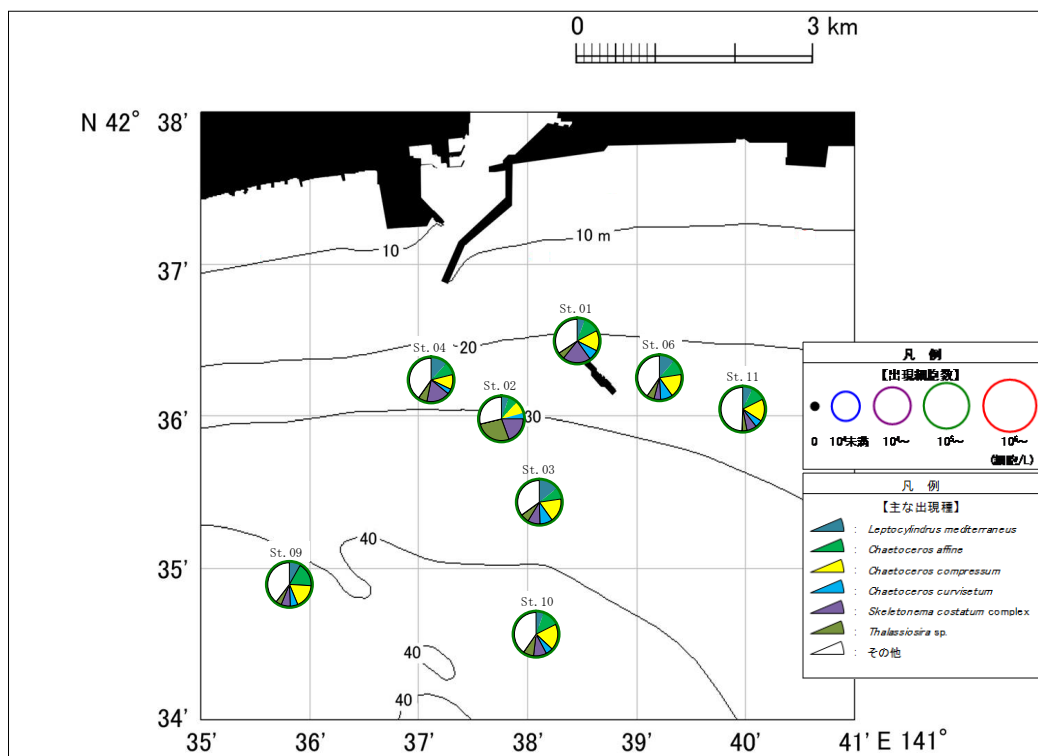 0 3 km
N 42° 38'
10
10 m
37'
St.01
20
St.04
St.06
St.02
St.11
36'
30
St.03
40
St.09
35'
St.10
40
40
34'
35' 36' 37' 38' 39' 40' 41' E 141°
凡 例
【出現細胞数】
0 10⁴未満 10⁴~ 10⁵~ 10⁶~
(細胞/L)
凡 例
【主な出現種】
: Leptocylindrus mediterraneus
: Chaetoceros affine
: Chaetoceros compressum
: Chaetoceros curvisetum
: Skeletonema costatum complex
: Thalassiosira sp.
: その他